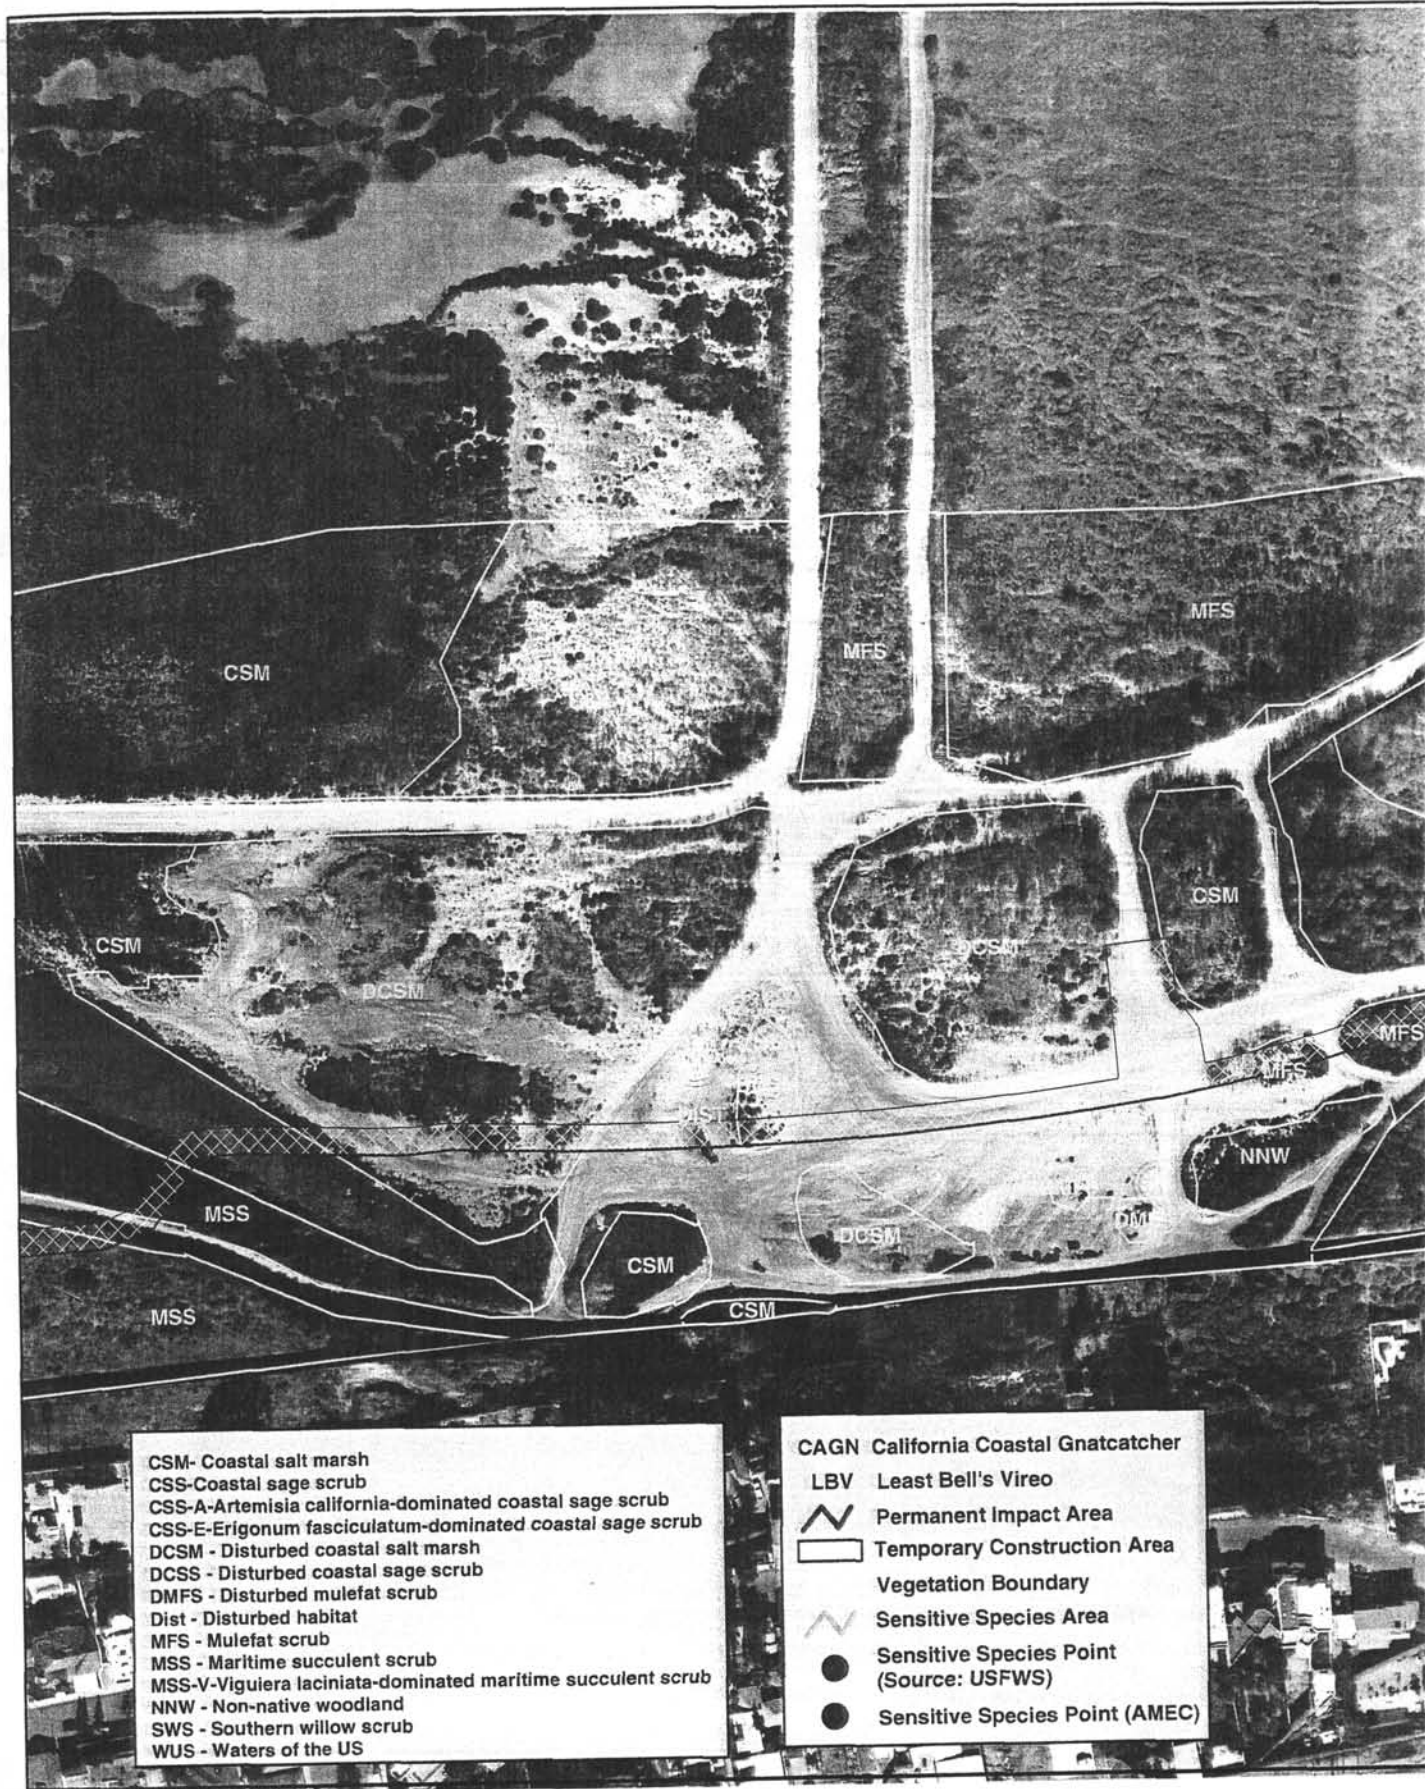 MFS
MFS
CSM
CSM
CSM
DCSM
DCSM
MFS
MFS
DIST
NNW
MSS
DCSM
CSM
CSM
MSS
CSM- Coastal salt marsh
CSS-Coastal sage scrub
CSS-A-Artemisia california-dominated coastal sage scrub
CSS-E-Erigonum fasciculatum-dominated coastal sage scrub
DCSM - Disturbed coastal salt marsh
DCSS - Disturbed coastal sage scrub
DMFS - Disturbed mulefat scrub
Dist - Disturbed habitat
MFS - Mulefat scrub
MSS - Maritime succulent scrub
MSS-V-Viguiera laciniata-dominated maritime succulent scrub
NNW - Non-native woodland
SWS - Southern willow scrub
WUS - Waters of the US
CAGN California Coastal Gnatcatcher
LBV Least Bell's Vireo
Permanent Impact Area
Temporary Construction Area
Vegetation Boundary
Sensitive Species Area
Sensitive Species Point
(Source: USFWS)
Sensitive Species Point (AMEC)